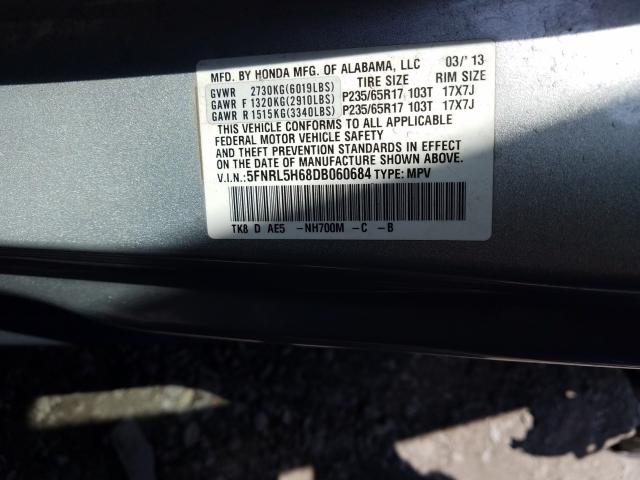 MFD. BY HONDA MFG. OF ALABAMA, LLC 03/'13
TIRE SIZE RIM SIZE
GVWR 2730KG(6019LBS)
GAWR F 1320KG(2910LBS) P235/65R17 103T 17X7J
GAWR R 1515KG(3340LBS) P235/65R17 103T 17X7J
THIS VEHICLE CONFORMS TO ALL APPLICABLE
FEDERAL MOTOR VEHICLE SAFETY
AND THEFT PREVENTION STANDARDS IN EFFECT
ON THE DATE OF MANUFACTURE SHOWN ABOVE.
V.I.N.: 5FNRL5H68DB060684 TYPE: MPV
TK8 D AE5 -NH700M -C -B